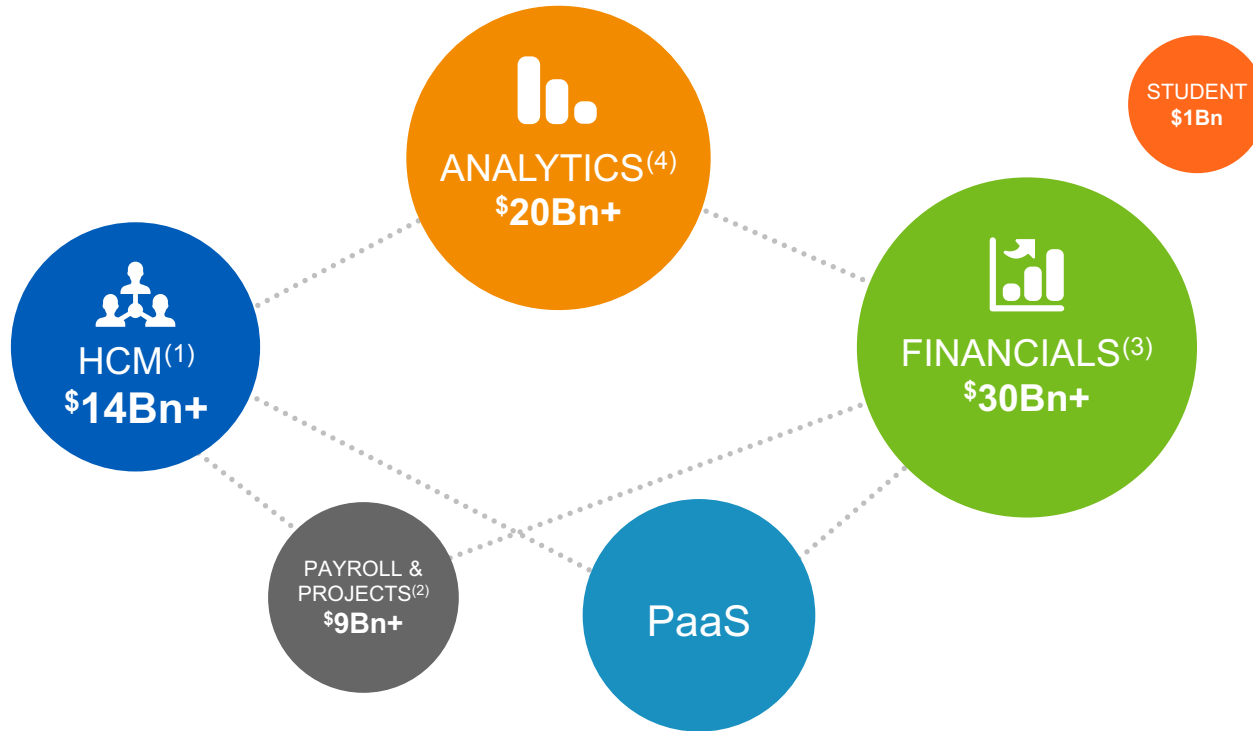 ANALYTICS(4)
$20Bn+
STUDENT
$1Bn
HCM(1)
$14Bn+
FINANCIALS(3)
$30Bn+
PAYROLL &
PROJECTS(2)
$9Bn+
PaaS